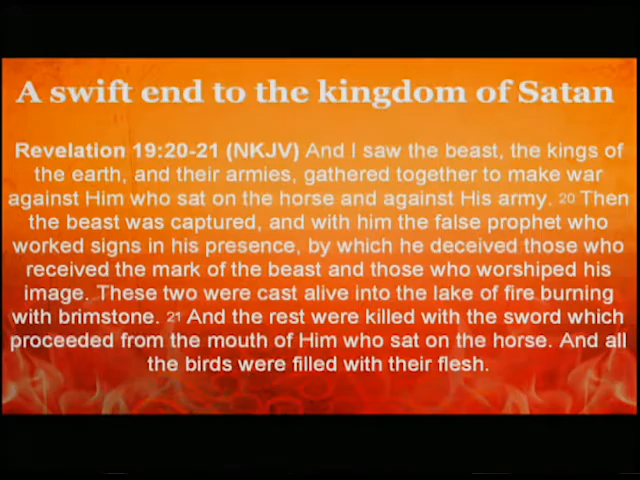 A swift end to the kingdom of Satan
Revelation 19:20-21 (NKJV) And I saw the beast, the kings of
the earth, and their armies, gathered together to make war
against Him who sat on the horse and against His army. 20 Then
the beast was captured, and with him the false prophet who
worked signs in his presence, by which he deceived those who
received the mark of the beast and those who worshiped his
image. These two were cast alive into the lake of fire burning
with brimstone. 21 And the rest were killed with the sword which
proceeded from the mouth of Him who sat on the horse. And all
the birds were filled with their flesh.